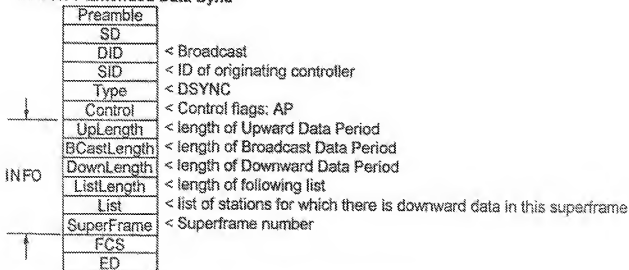 Data Sync
Preamble
SD
DID < Broadcast
SID < ID of originating controller
Type < DSYNC
Control < Control flags: AP
UpLength < length of Upward Data Period
BCastLength < length of Broadcast Data Period
DownLength < length of Downward Data Period
INFO
ListLength < length of following list
List < list of stations for which there is downward data in this superframe
SuperFrame < Superframe number
FCS
ED